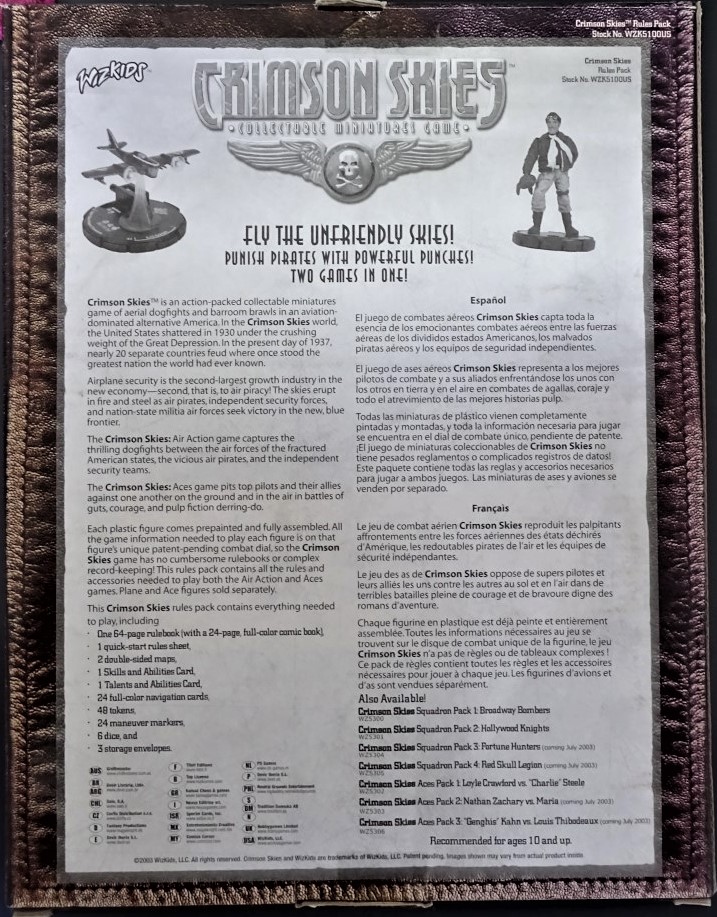 Crimson Skies™ Rules Pack
Stock No. WZK5100US
WIZKIDS™
CRIMSON SKIES™
• COLLECTABLE MINIATURES GAME •
Crimson Skies
Rules Pack
Stock No. WZK5100US
FLY THE UNFRIENDLY SKIES!
PUNISH PIRATES WITH POWERFUL PUNCHES!
TWO GAMES IN ONE!
Crimson Skies™ is an action-packed collectable miniatures
game of aerial dogfights and barroom brawls in an aviation-
dominated alternative America. In the Crimson Skies world,
the United States shattered in 1930 under the crushing
weight of the Great Depression. In the present day of 1937,
nearly 20 separate countries feud where once stood the
greatest nation the world had ever known.
Airplane security is the second-largest growth industry in the
new economy—second, that is, to air piracy! The skies erupt
in fire and steel as air pirates, independent security forces,
and nation-state militia air forces seek victory in the new, blue
frontier.
The Crimson Skies: Air Action game captures the
thrilling dogfights between the air forces of the fractured
American states, the vicious air pirates, and the independent
security teams.
The Crimson Skies: Aces game pits top pilots and their allies
against one another on the ground and in the air in battles of
guts, courage, and pulp fiction derring-do.
Each plastic figure comes prepainted and fully assembled. All
the game information needed to play each figure is on that
figure's unique patent-pending combat dial, so the Crimson
Skies game has no cumbersome rulebooks or complex
record-keeping! This rules pack contains all the rules and
accessories needed to play both the Air Action and Aces
games. Plane and Ace figures sold separately.
This Crimson Skies rules pack contains everything needed
to play, including
· One 64-page rulebook (with a 24-page, full-color comic book),
· 1 quick-start rules sheet,
· 2 double-sided maps,
· 1 Skills and Abilities Card,
· 1 Talents and Abilities Card,
· 24 full-color navigation cards,
· 48 tokens,
· 24 maneuver markers,
· 6 dice, and
· 3 storage envelopes.
Español
El juego de combates aéreos Crimson Skies capta toda la
esencia de los emocionantes combates aéreos entre las fuerzas
aéreas de los divididos estados Americanos, los malvados
piratas aéreos y los equipos de seguridad independientes.
El juego de ases aéreos Crimson Skies representa a los mejores
pilotos de combate y a sus aliados enfrentándose los unos con
los otros en tierra y en el aire en combates de agallas, coraje y
todo el atrevimiento de las mejores historias pulp.
Todas las miniaturas de plástico vienen completamente
pintadas y montadas, y toda la información necesaria para jugar
se encuentra en el dial de combate único, pendiente de patente.
¡El juego de miniaturas coleccionables Crimson Skies no
tiene pesados reglamentos o complicados registros de datos!
Este paquete contiene todas las reglas y accesorios necesarios
para jugar a ambos juegos. Las miniaturas de ases y aviones se
venden por separado.
Français
Le jeu de combat aérien Crimson Skies reproduit les palpitants
affrontements entre les forces aériennes des états déchirés
d'Amérique, les redoutables pirates de l'air et les équipes de
sécurité indépendantes.
Le jeu des as de Crimson Skies oppose de supers pilotes et
leurs alliés les uns contre les autres au sol et en l'air dans de
terribles batailles pleine de courage et de bravoure digne des
romans d'aventure.
Chaque figurine en plastique est déjà peinte et entièrement
assemblée. Toutes les informations nécessaires au jeu se
trouvent sur le disque de combat unique de la figurine, le jeu
Crimson Skies n'a pas de règles ou de tableaux complexes !
Ce pack de règles contient toutes les règles et les accessoires
nécessaires pour jouer à chaque jeu. Les figurines d'avions et
d'as sont vendues séparément.
Also Available!
Crimson Skies Squadron Pack 1: Broadway Bombers
WZ5300
Crimson Skies Squadron Pack 2: Hollywood Knights
WZ5301
Crimson Skies Squadron Pack 3: Fortune Hunters (coming July 2003)
WZ5304
Crimson Skies Squadron Pack 4: Red Skull Legion (coming July 2003)
WZ5305
Crimson Skies Aces Pack 1: Loyle Crawford vs. "Charlie" Steele
WZ5302
Crimson Skies Aces Pack 2: Nathan Zachary vs. Maria (coming July 2003)
WZ5303
Crimson Skies Aces Pack 3: "Genghis" Kahn vs. Louis Thibodeaux (coming July 2003)
WZ5306
Recommended for ages 10 and up.
©2003 WizKids, LLC. All rights reserved. Crimson Skies and WizKids are trademarks of WizKids, LLC. Patent pending. Images shown may vary from actual product inside.